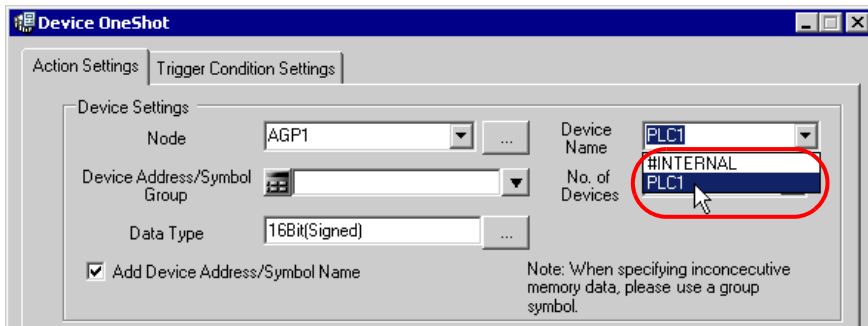 Device OneShot
Action Settings
Trigger Condition Settings
Device Settings
Node
AGP1
...
Device
Name
PLC1
#INTERNAL
PLC1
Device Address/Symbol
Group
No. of
Devices
Data Type
16Bit(Signed)
...
Add Device Address/Symbol Name
Note: When specifying inconcecutive
memory data, please use a group
symbol.